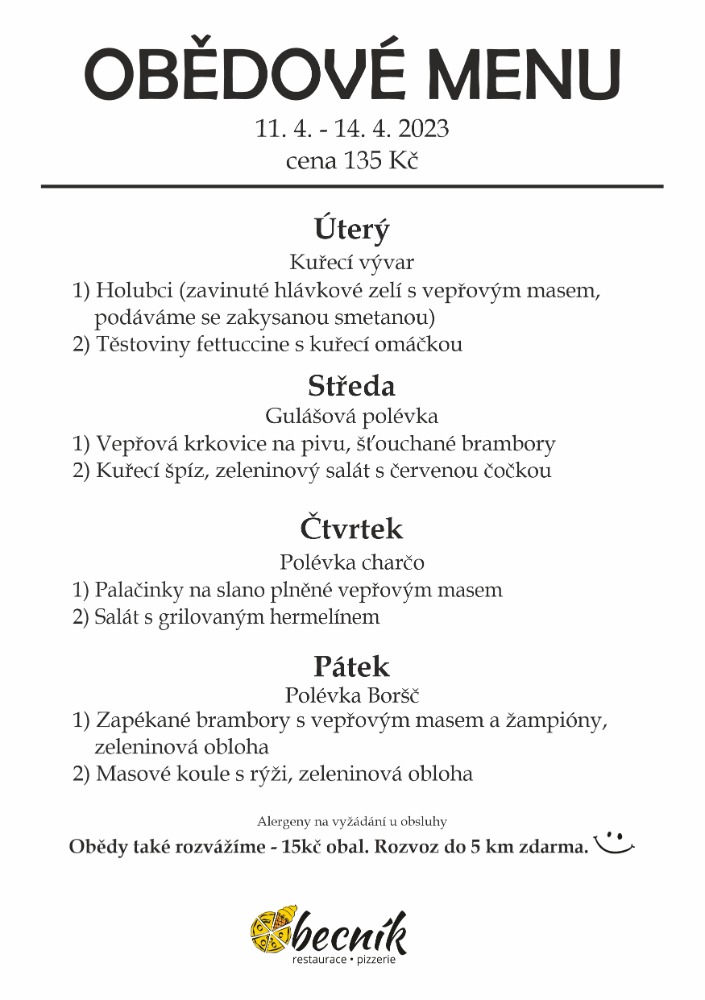 OBĚDOVÉ MENU
11. 4. - 14. 4. 2023
cena 135 Kč
Úterý
Kuřecí vývar
1) Holubci (zavinuté hlávkové zelí s vepřovým masem,
podáváme se zakysanou smetanou)
2) Těstoviny fettuccine s kuřecí omáčkou
Středa
Gulášová polévka
1) Vepřová krkovice na pivu, šťouchané brambory
2) Kuřecí špíz, zeleninový salát s červenou čočkou
Čtvrtek
Polévka charčo
1) Palačinky na slano plněné vepřovým masem
2) Salát s grilovaným hermelínem
Pátek
Polévka Boršč
1) Zapékané brambory s vepřovým masem a žampióny,
zeleninová obloha
2) Masové koule s rýži, zeleninová obloha
Alergeny na vyžádání u obsluhy
Obědy také rozvážíme - 15kč obal. Rozvoz do 5 km zdarma.
Obecník
restaurace • pizzerie